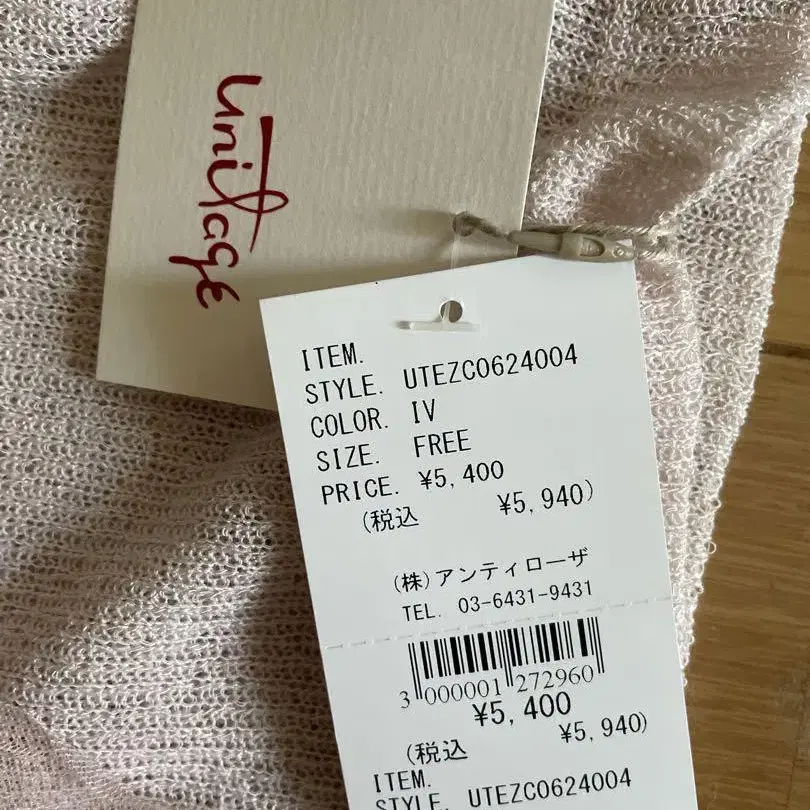 unitage
ITEM.
STYLE. UTEZC0624004
COLOR. IV
SIZE. FREE
PRICE. ¥5,400
(税込 ¥5,940)
(株)アンティローザ
TEL. 03-6431-9431
3 000001 272960
¥5,400
(税込 ¥5,940)
ITEM.
STYLE. UTEZC0624004